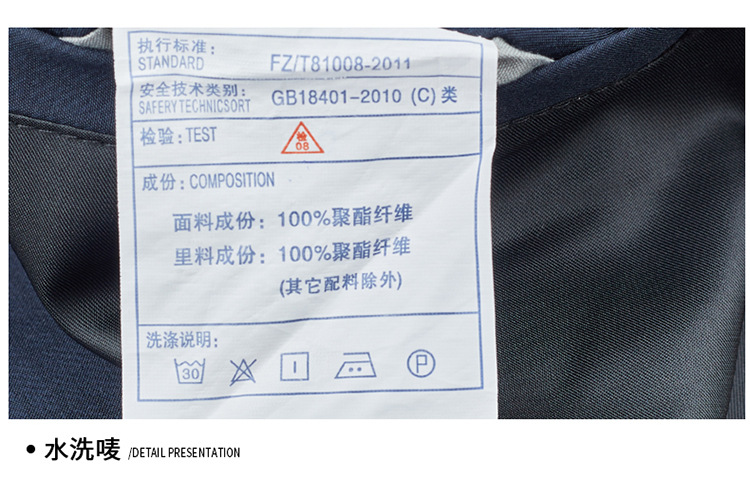 执行标准:
STANDARD FZ/T81008-2011
安全技术类别:
SAFERY TECHNICSORT GB18401-2010 (C) 类
检验: TEST 检
08
成份: COMPOSITION
面料成份: 100%聚酯纤维
里料成份: 100%聚酯纤维
(其它配料除外)
洗涤说明:
30 P
• 水洗唛 /DETAIL PRESENTATION